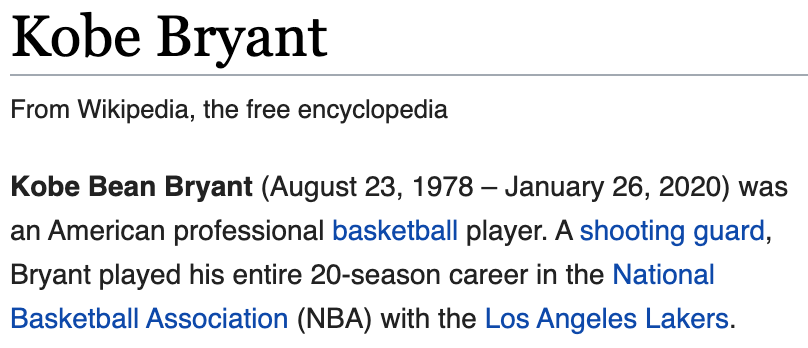 Kobe Bryant
From Wikipedia, the free encyclopedia
Kobe Bean Bryant (August 23, 1978 – January 26, 2020) was
an American professional basketball player. A shooting guard,
Bryant played his entire 20-season career in the National
Basketball Association (NBA) with the Los Angeles Lakers.